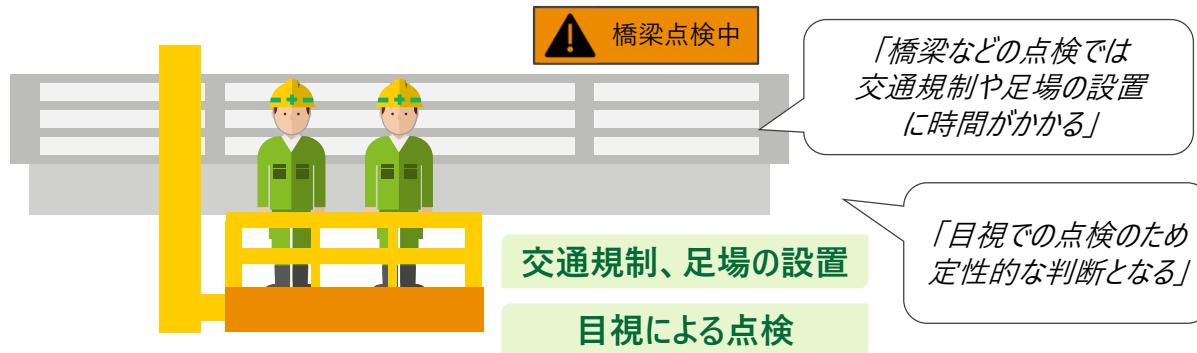 橋梁点検中
「橋梁などの点検では
交通規制や足場の設置
に時間がかかる」
「目視での点検のため
定性的な判断となる」
交通規制、足場の設置
目視による点検